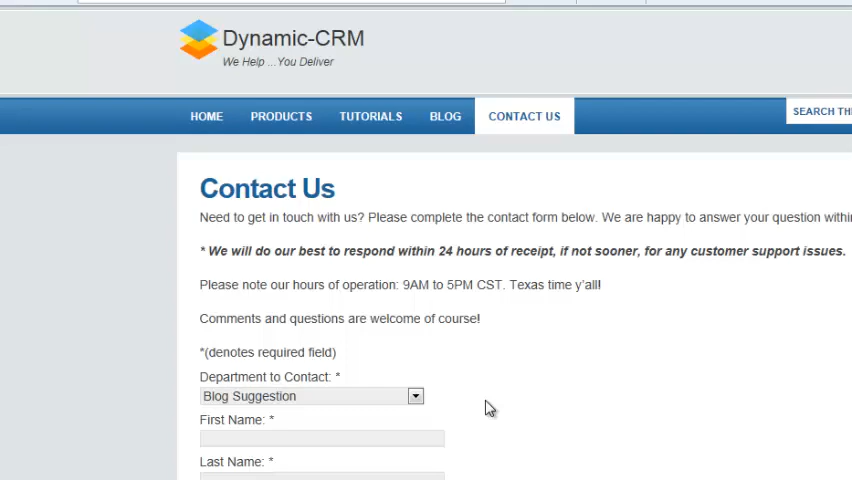 Dynamic-CRM
We Help ...You Deliver
HOME PRODUCTS TUTORIALS BLOG CONTACT US
Contact Us
Need to get in touch with us? Please complete the contact form below. We are happy to answer your question within
* We will do our best to respond within 24 hours of receipt, if not sooner, for any customer support issues.
Please note our hours of operation: 9AM to 5PM CST. Texas time y'all!
Comments and questions are welcome of course!
*(denotes required field)
Department to Contact: *
Blog Suggestion
First Name: *
Last Name: *